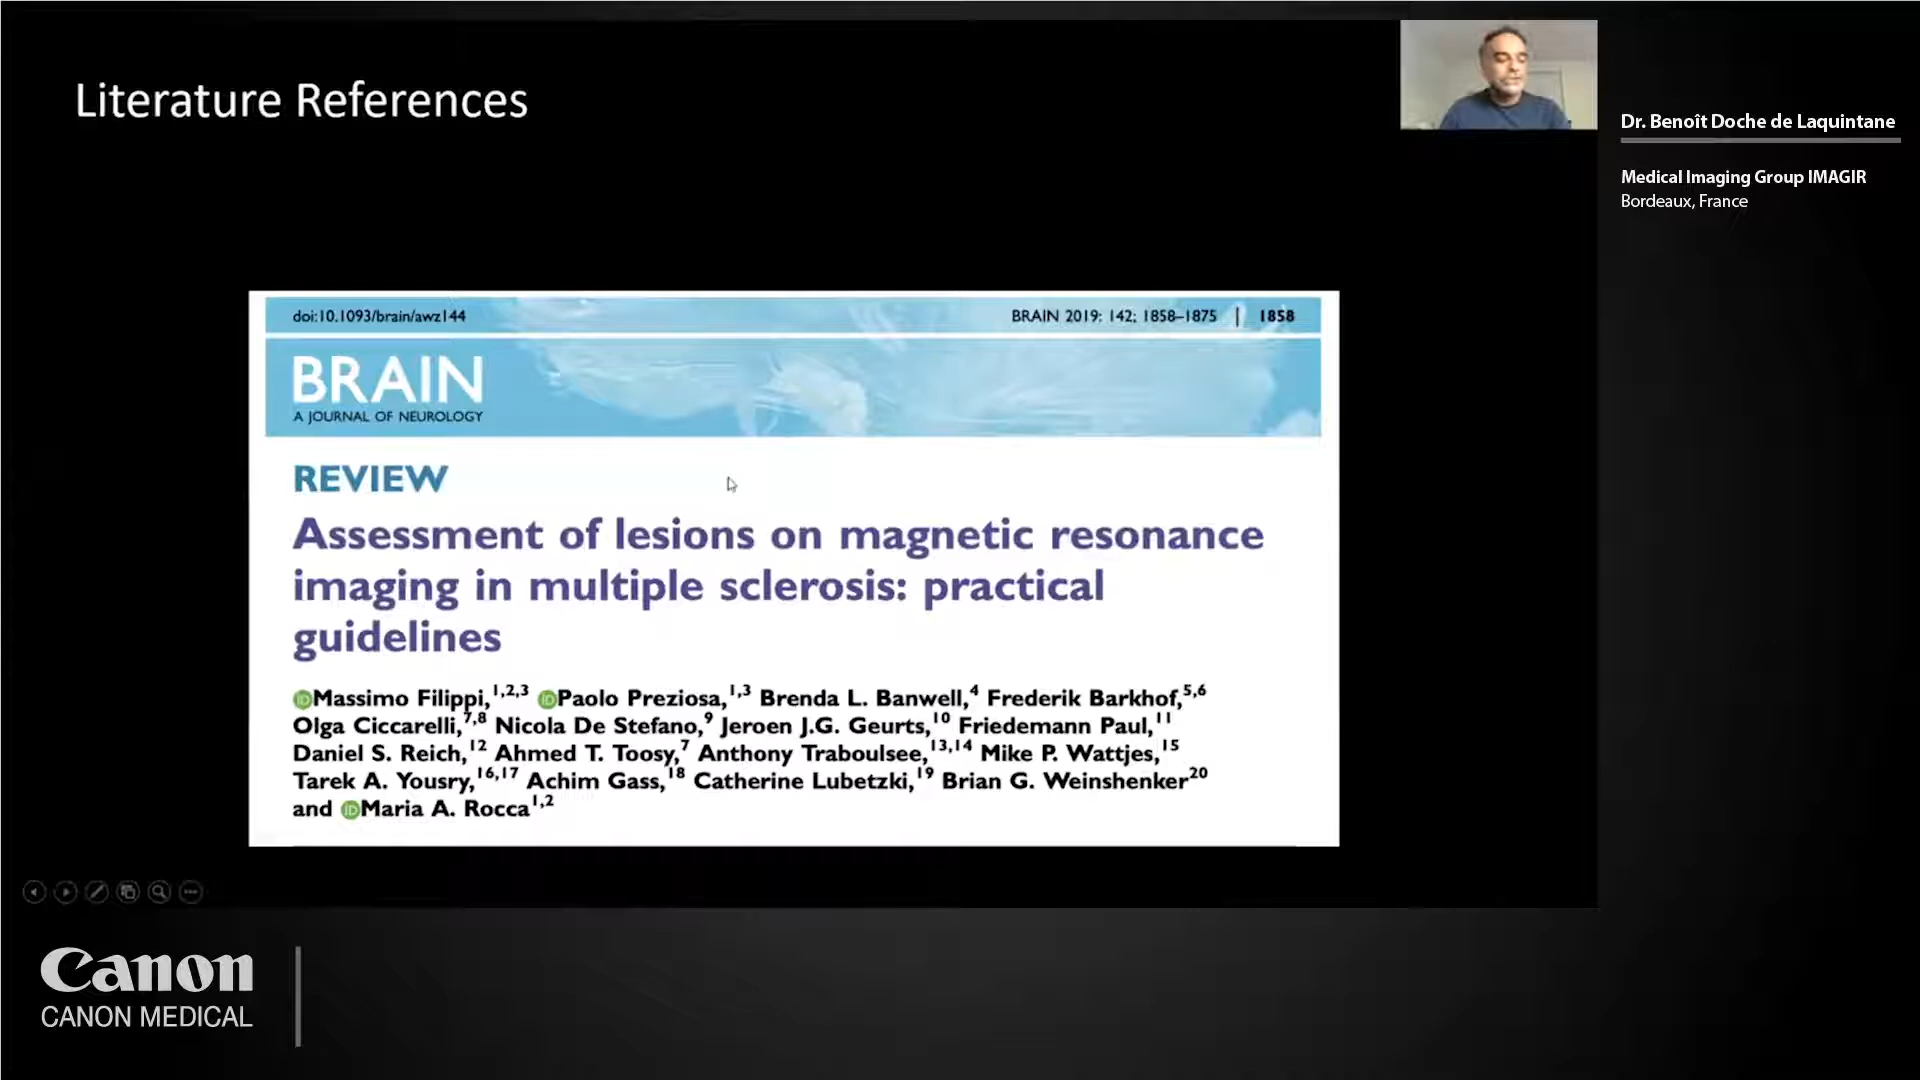 Literature References
Dr. Benoît Doche de Laquintane
Medical Imaging Group IMAGIR
Bordeaux, France
doi:10.1093/brain/awz144
BRAIN 2019: 142; 1858–1875 | 1858
BRAIN
A JOURNAL OF NEUROLOGY
REVIEW
Assessment of lesions on magnetic resonance
imaging in multiple sclerosis: practical
guidelines
iD Massimo Filippi,1,2,3 iD Paolo Preziosa,1,3 Brenda L. Banwell,4 Frederik Barkhof,5,6
Olga Ciccarelli,7,8 Nicola De Stefano,9 Jeroen J.G. Geurts,10 Friedemann Paul,11
Daniel S. Reich,12 Ahmed T. Toosy,7 Anthony Traboulsee,13,14 Mike P. Wattjes,15
Tarek A. Yousry,16,17 Achim Gass,18 Catherine Lubetzki,19 Brian G. Weinshenker20
and iD Maria A. Rocca1,2
Canon
CANON MEDICAL